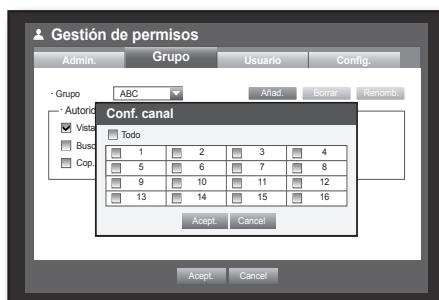 Gestión de permisos
Admin. Grupo Usuario Config.
· Grupo ABC Añad. Borrar Renomb.
· Autorid
Vista
Conf. canal
Todo
Busc
1 2 3 4
Cop.
5 6 7 8
9 10 11 12
13 14 15 16
Acept. Cancel
Acept. Cancel